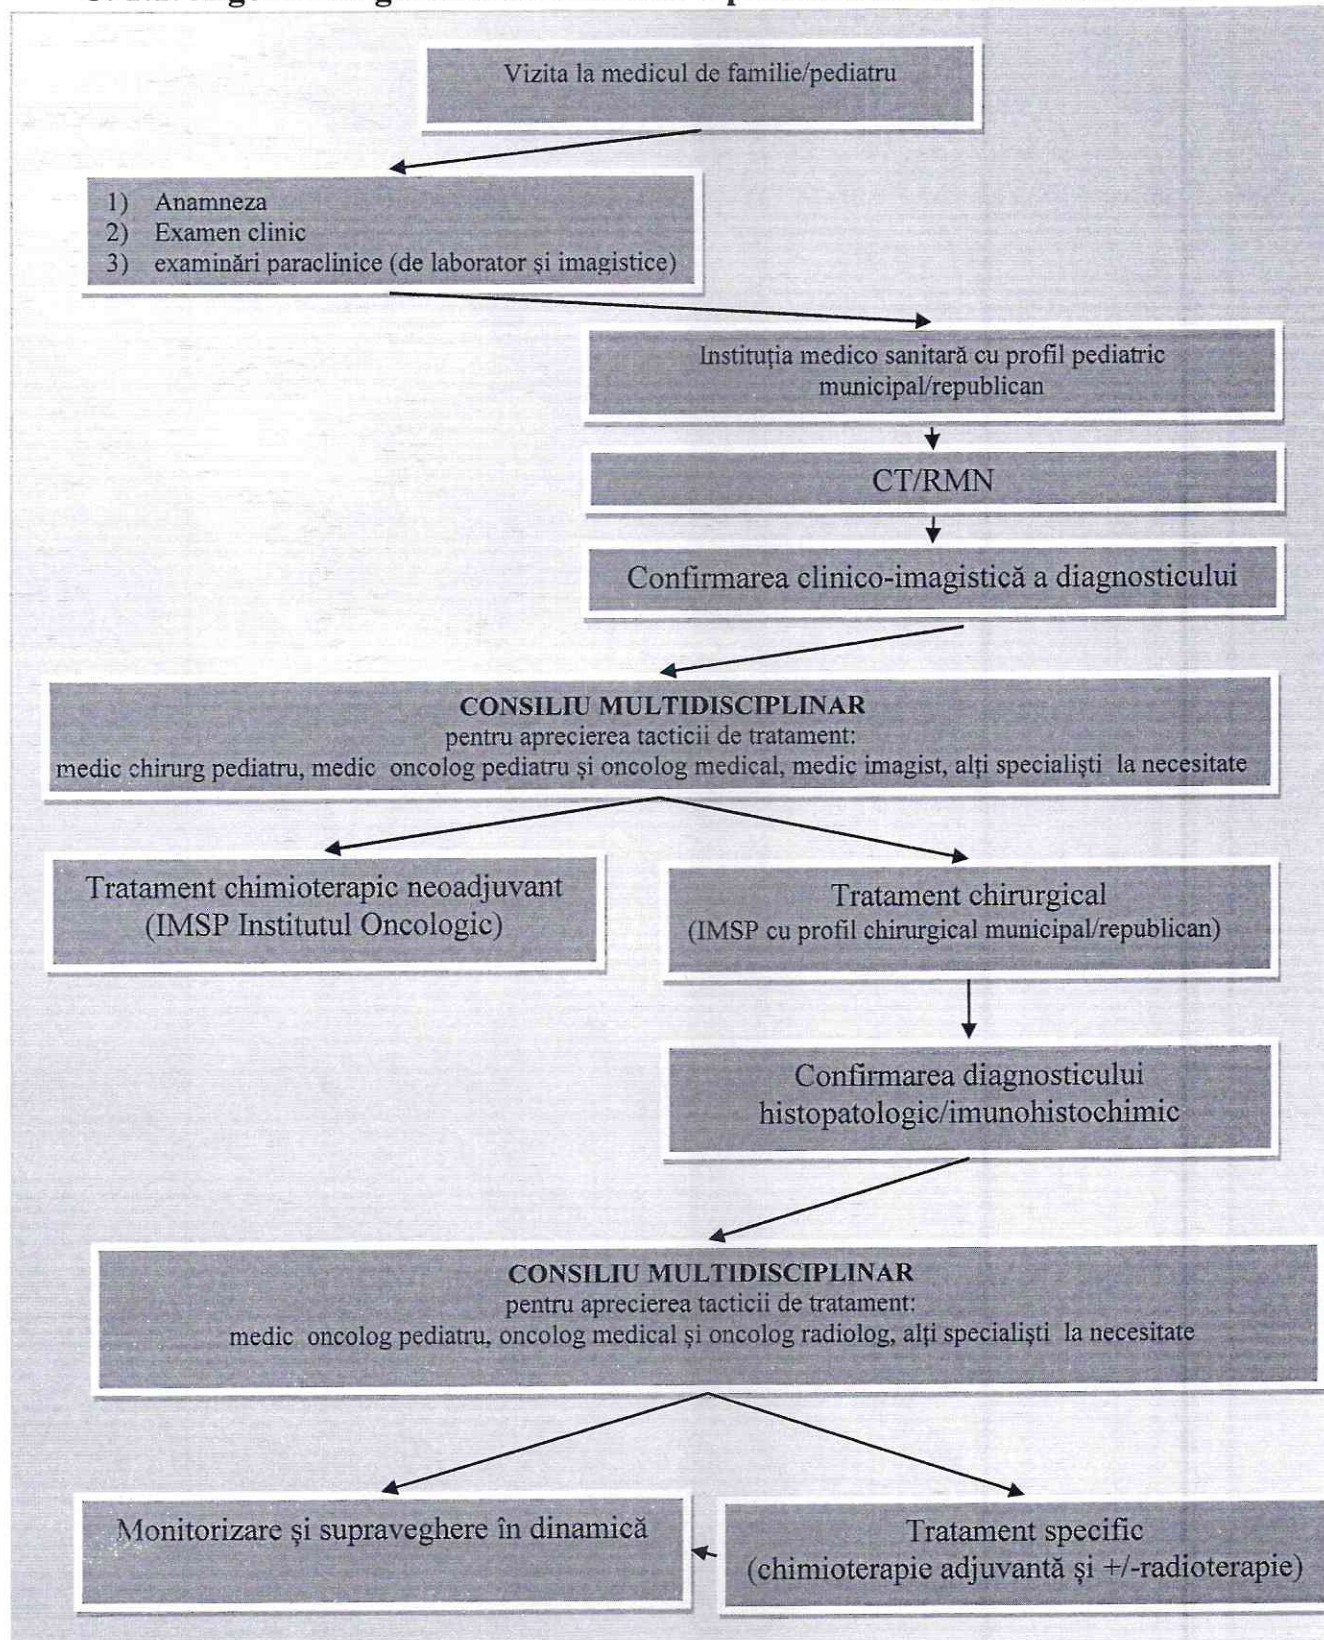 Vizita la medicul de familie/pediatru
1) Anamneza
2) Examen clinic
3) examinări paraclinice (de laborator și imagistice)
Instituția medico sanitară cu profil pediatric
municipal/republican
CT/RMN
Confirmarea clinico-imagistică a diagnosticului
CONSILIU MULTIDISCIPLINAR
pentru aprecierea tacticii de tratament:
medic chirurg pediatru, medic oncolog pediatru și oncolog medical, medic imagist, alți specialiști la necesitate
Tratament chimioterapic neoadjuvant
(IMSP Institutul Oncologic)
Tratament chirurgical
(IMSP cu profil chirurgical municipal/republican)
Confirmarea diagnosticului
histopatologic/imunohistochimic
CONSILIU MULTIDISCIPLINAR
pentru aprecierea tacticii de tratament:
medic oncolog pediatru, oncolog medical și oncolog radiolog, alți specialiști la necesitate
Monitorizare și supraveghere în dinamică
Tratament specific
(chimioterapie adjuvantă și +/-radioterapie)